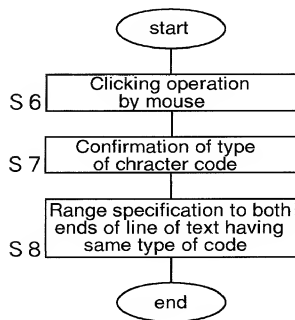 start
Clicking operation
by mouse
S 6
Confirmation of type
of chracter code
S 7
Range specification to both
ends of line of text having
same type of code
S 8
end